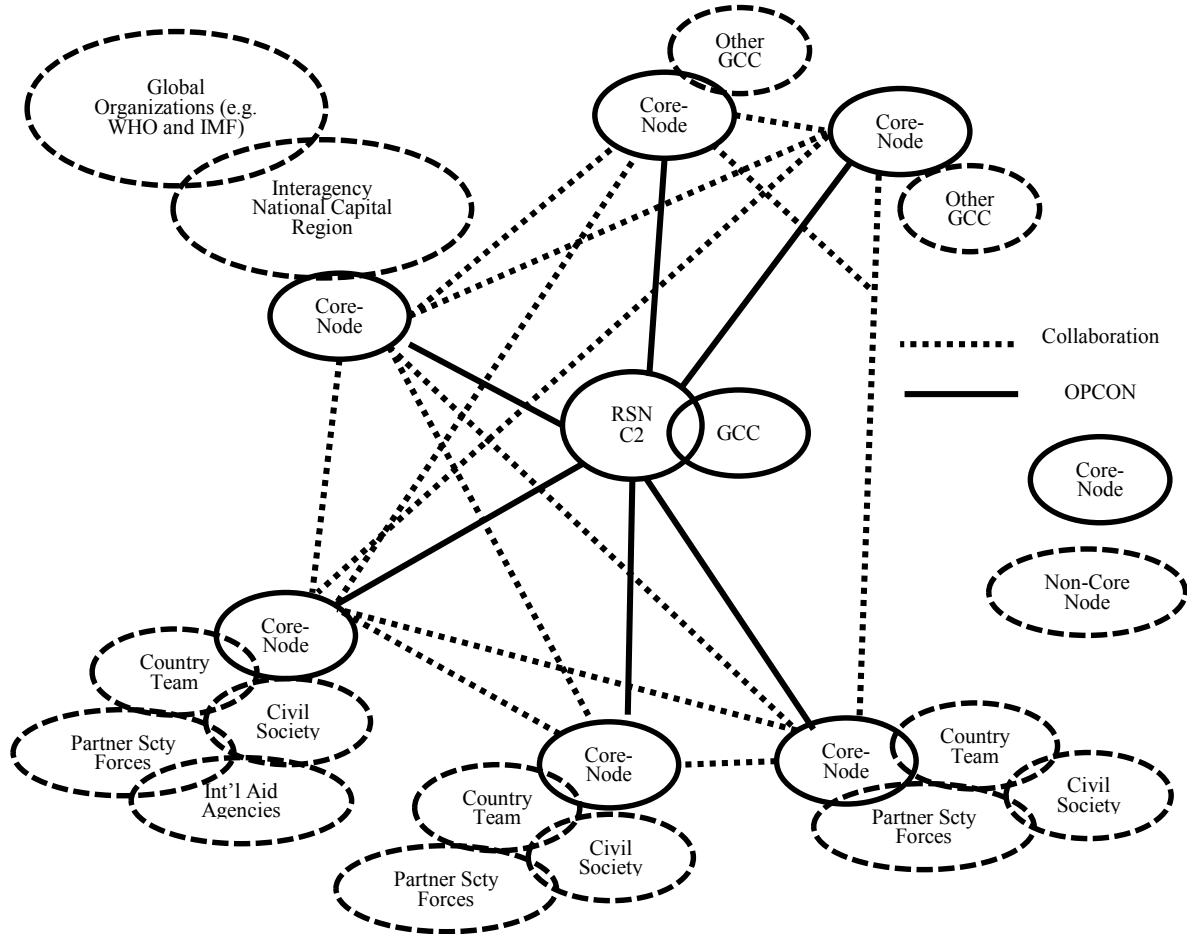 Other
GCC
Global
Organizations (e.g.
WHO and IMF)
Core-
Node
Core-
Node
Interagency
National Capital
Region
Other
GCC
Core-
Node
Collaboration
OPCON
RSN
C2
GCC
Core-
Node
Non-Core
Node
Core-
Node
Country
Team
Civil
Society
Partner Scty
Forces
Int'l Aid
Agencies
Core-
Node
Country
Team
Civil
Society
Partner Scty
Forces
Core-
Node
Country
Team
Civil
Society
Partner Scty
Forces